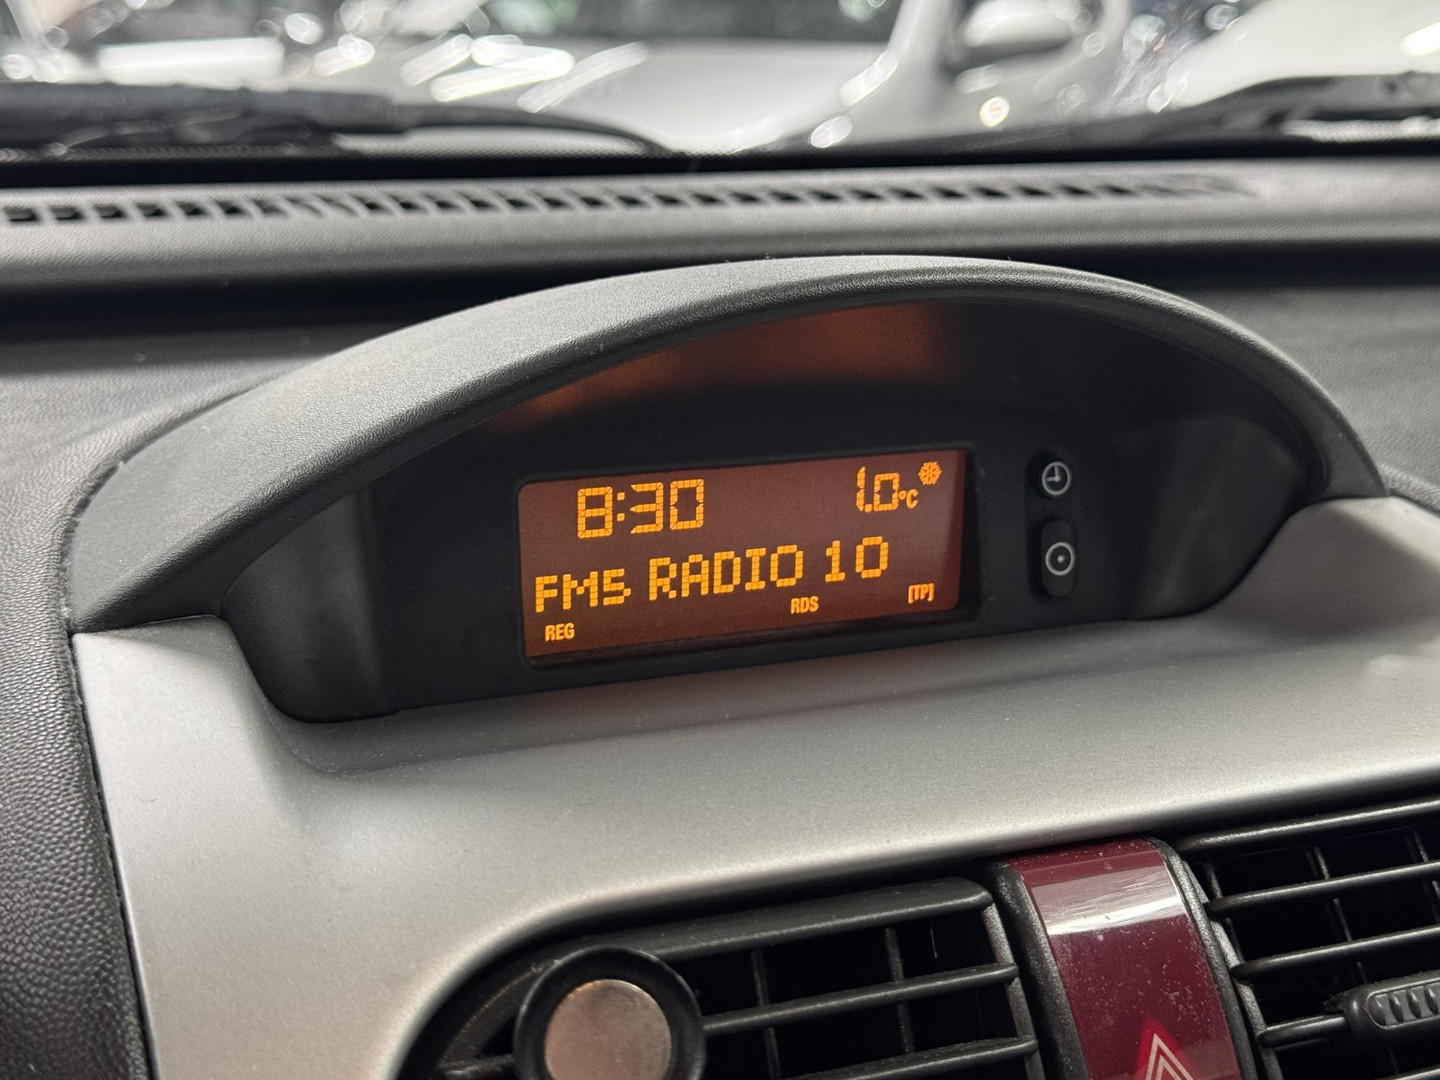 8:30 1.0°C
FM5 RADIO 10
REG RDS [TP]